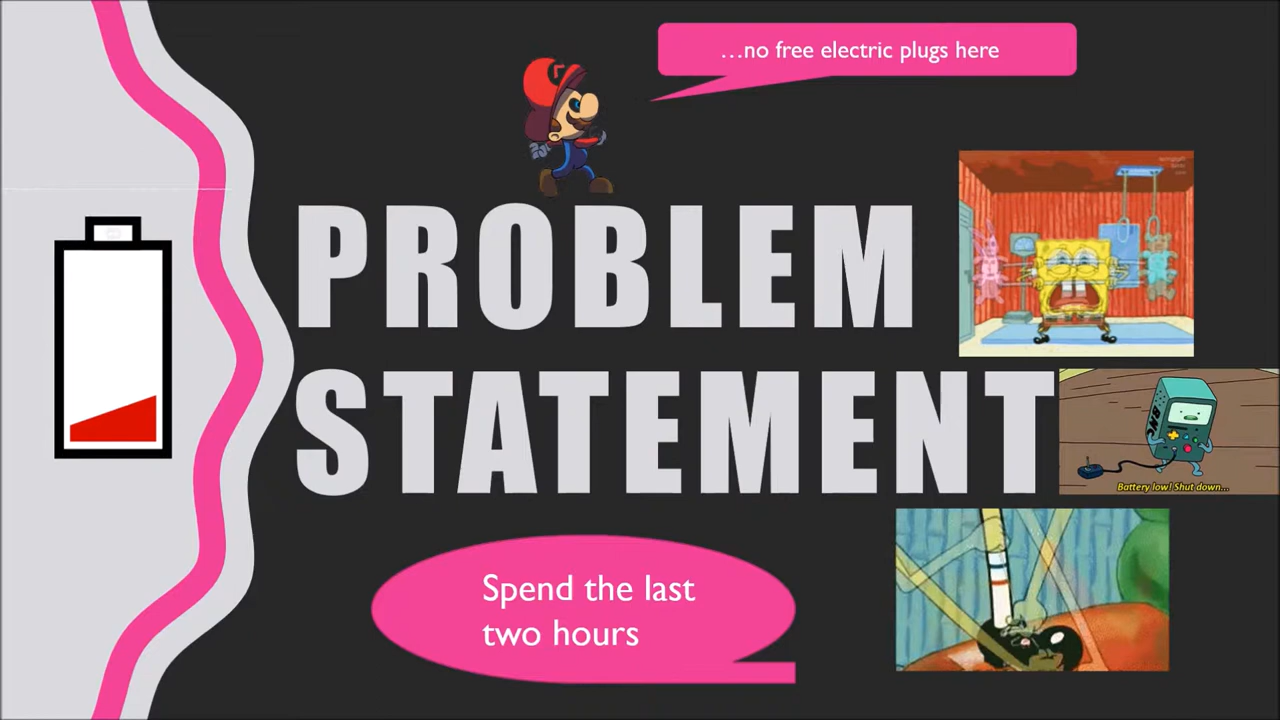 …no free electric plugs here
PROBLEM
STATEMENT
Battery low! Shut down...
Spend the last
two hours